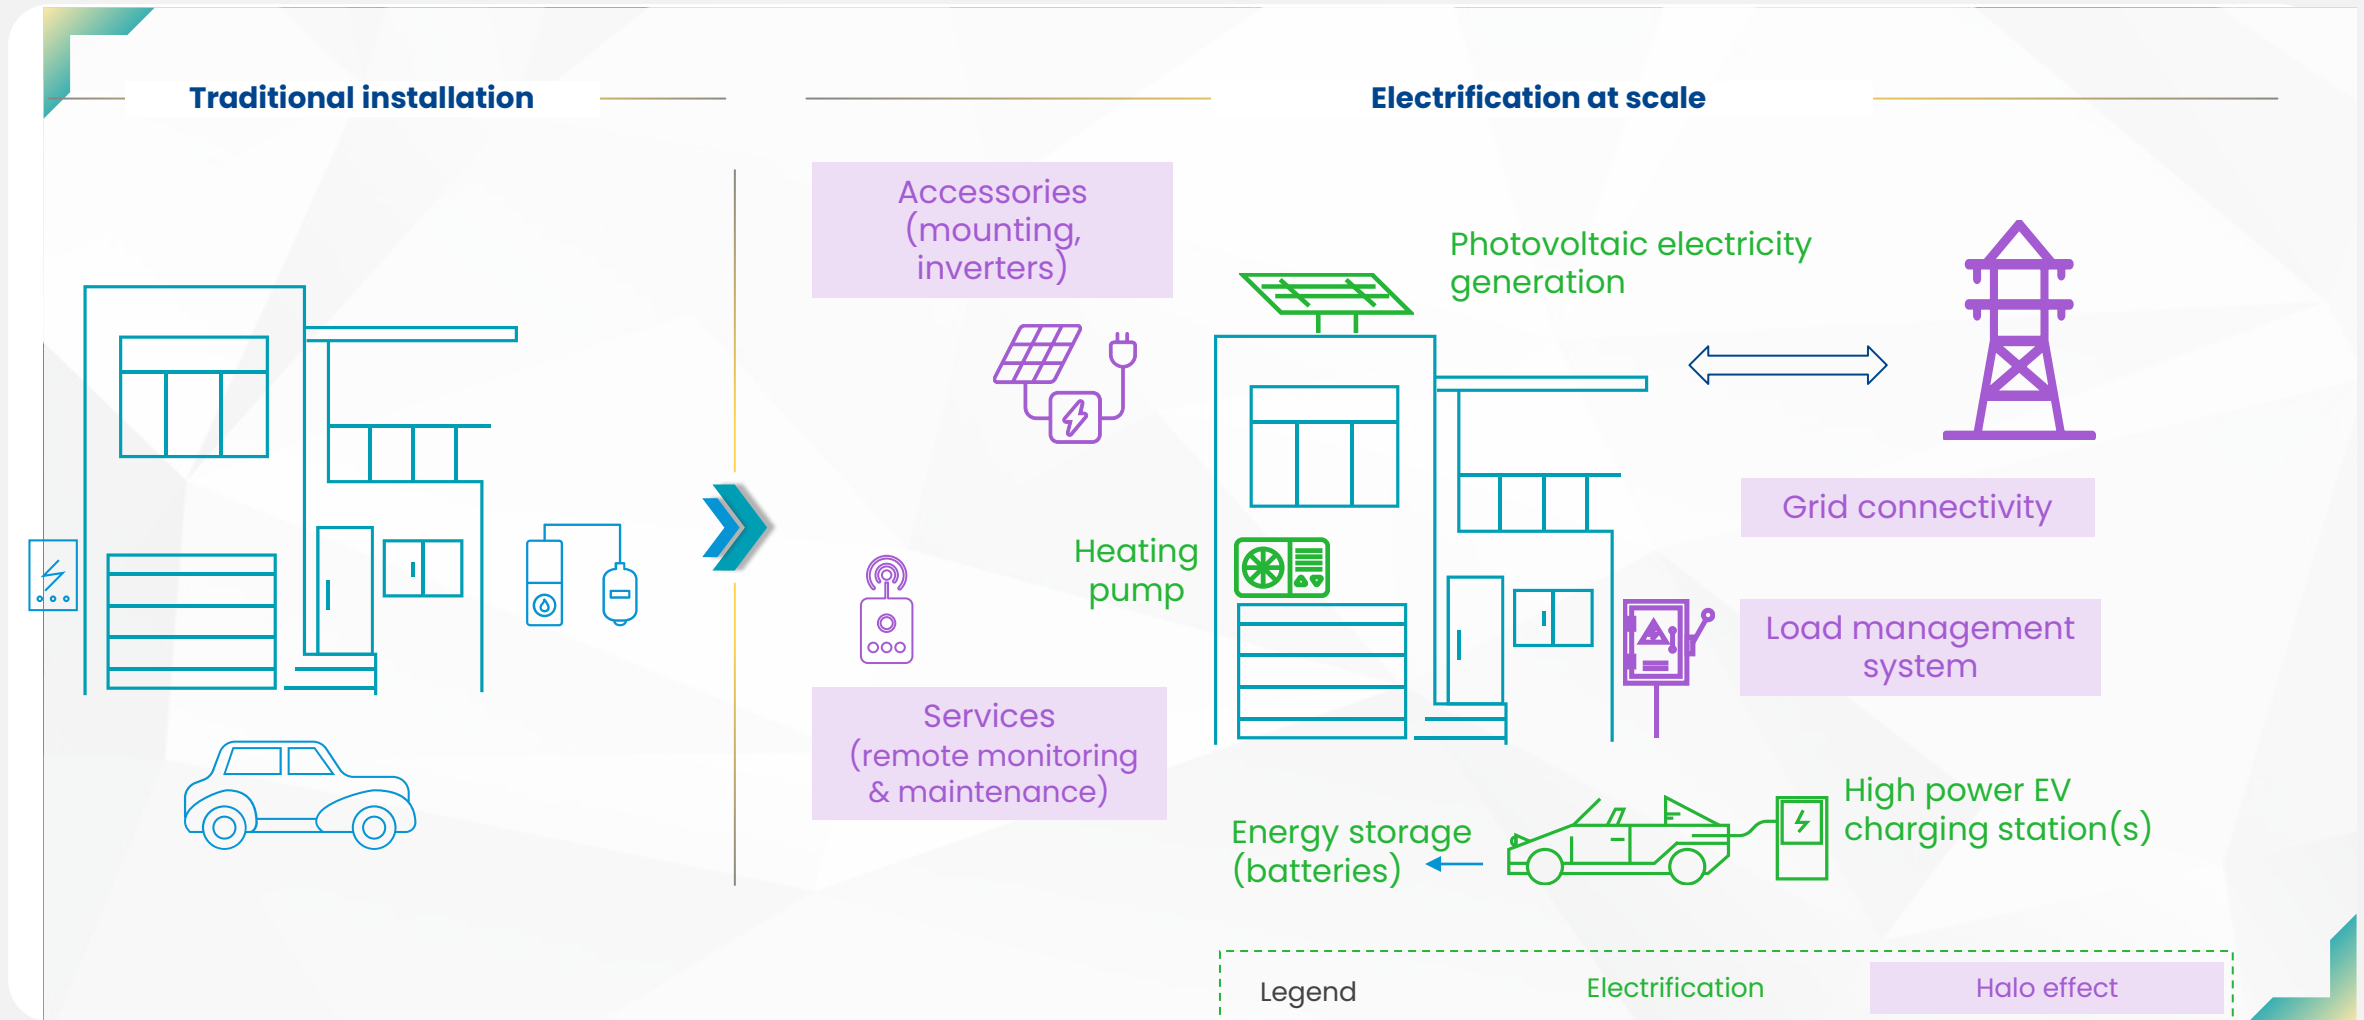 Traditional installation
Electrification at scale
Accessories
(mounting,
inverters)
Photovoltaic electricity
generation
Grid connectivity
Heating
pump
Load management
system
Services
(remote monitoring
& maintenance)
High power EV
charging station(s)
Energy storage
(batteries)
Legend
Electrification
Halo effect